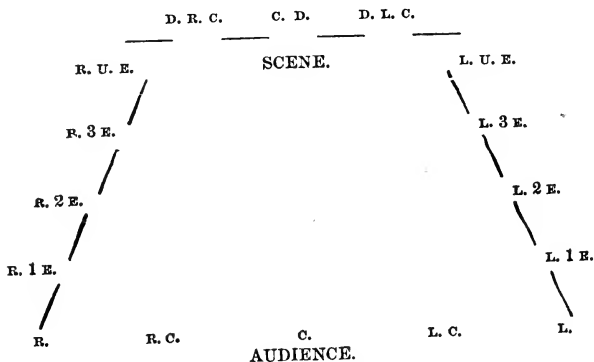 D. R. C. C. D. D. L. C.
R. U. E. SCENE. L. U. E.
R. 3 E. L. 3 E.
R. 2 E. L. 2 E.
R. 1 E. L. 1 E.
R. R. C. C. L. C. L.
AUDIENCE.